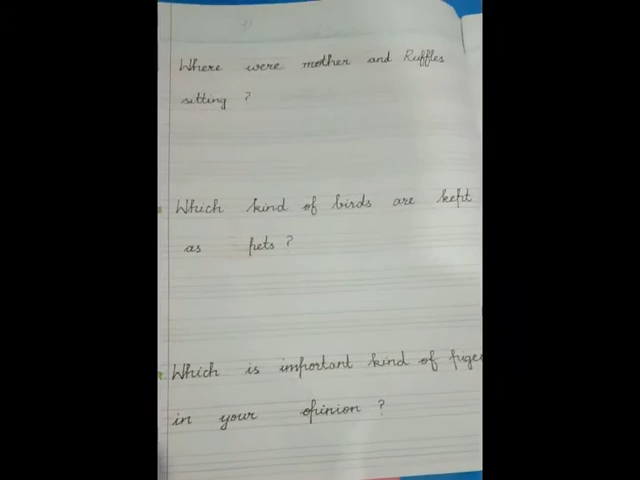 Where were mother and Ruffles
sitting ?
Which kind of birds are kept
as pets ?
Which is important kind of
in your opinion ?